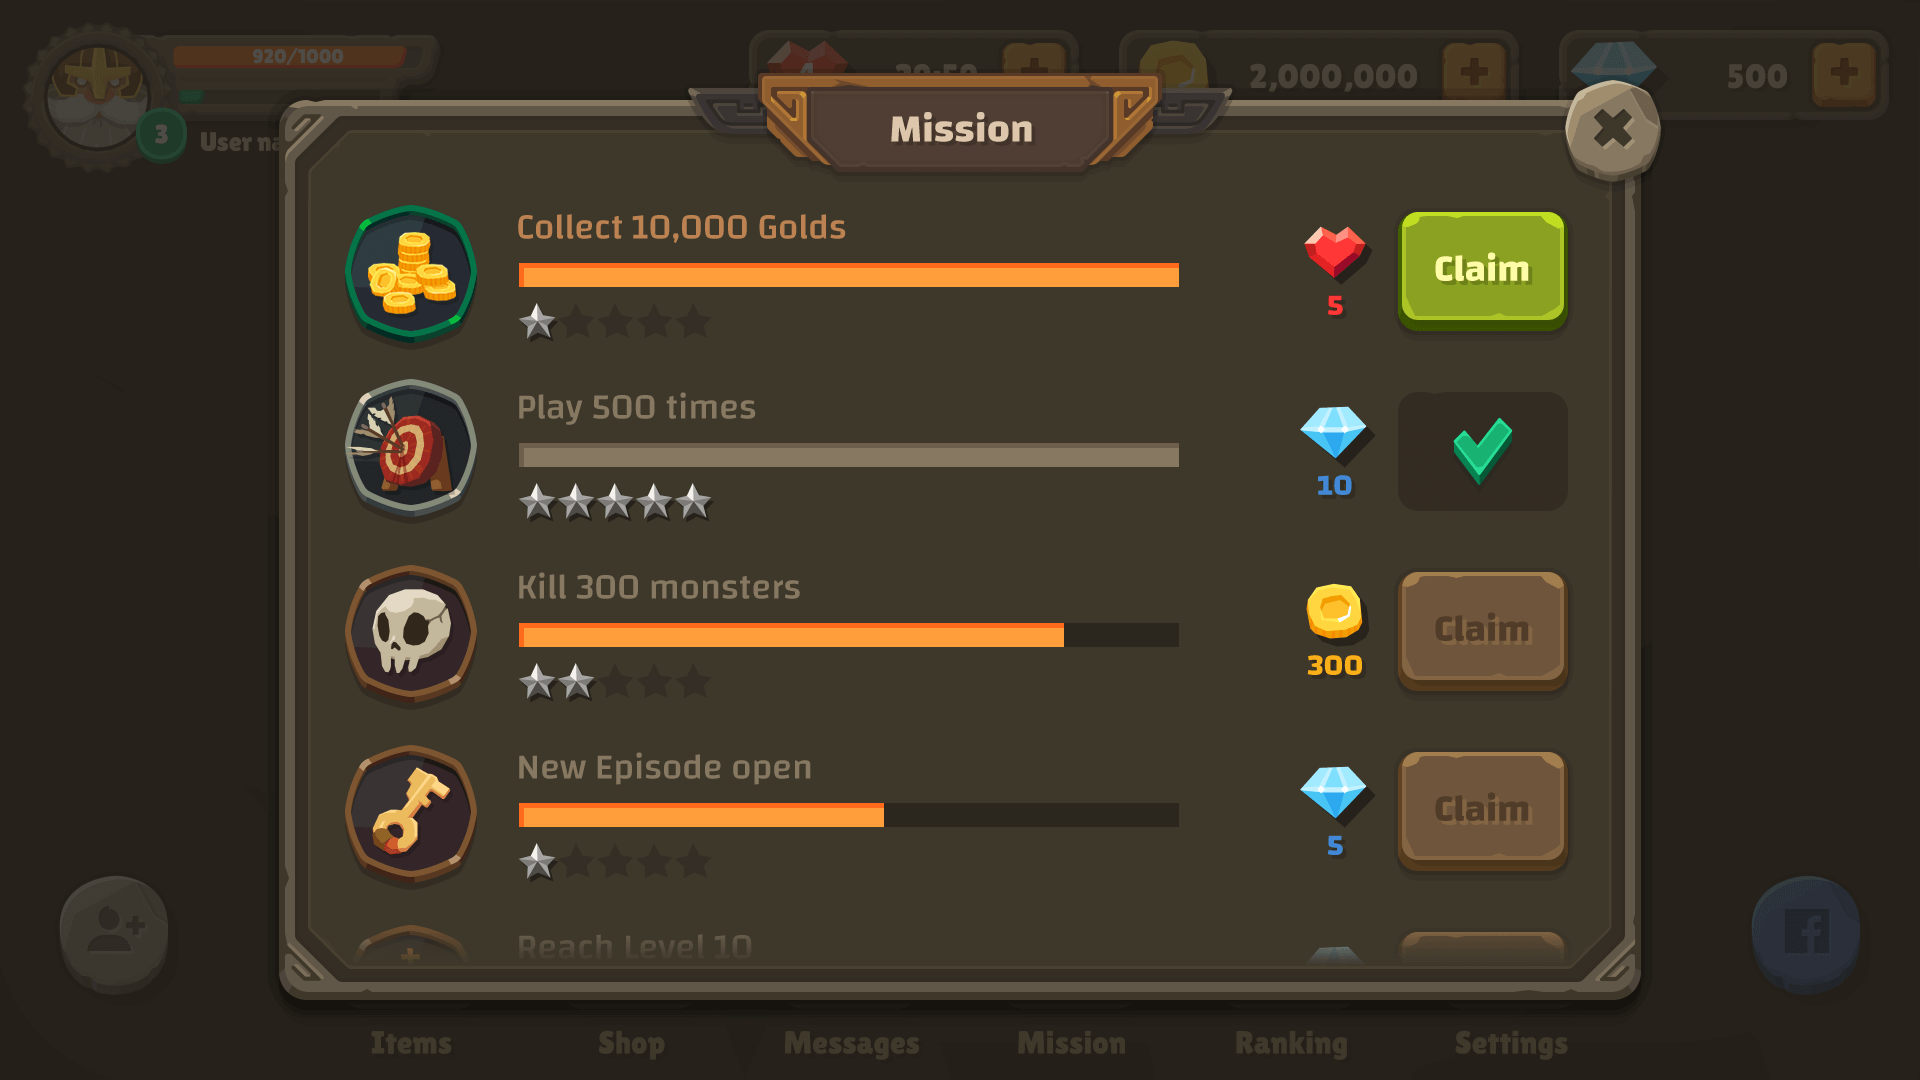 920/1000
4
2,000,000
500
3
User na
Mission
Collect 10,000 Golds
5
Claim
Play 500 times
10
Kill 300 monsters
300
Claim
New Episode open
5
Claim
Reach Level 10
Items
Shop
Messages
Mission
Ranking
Settings